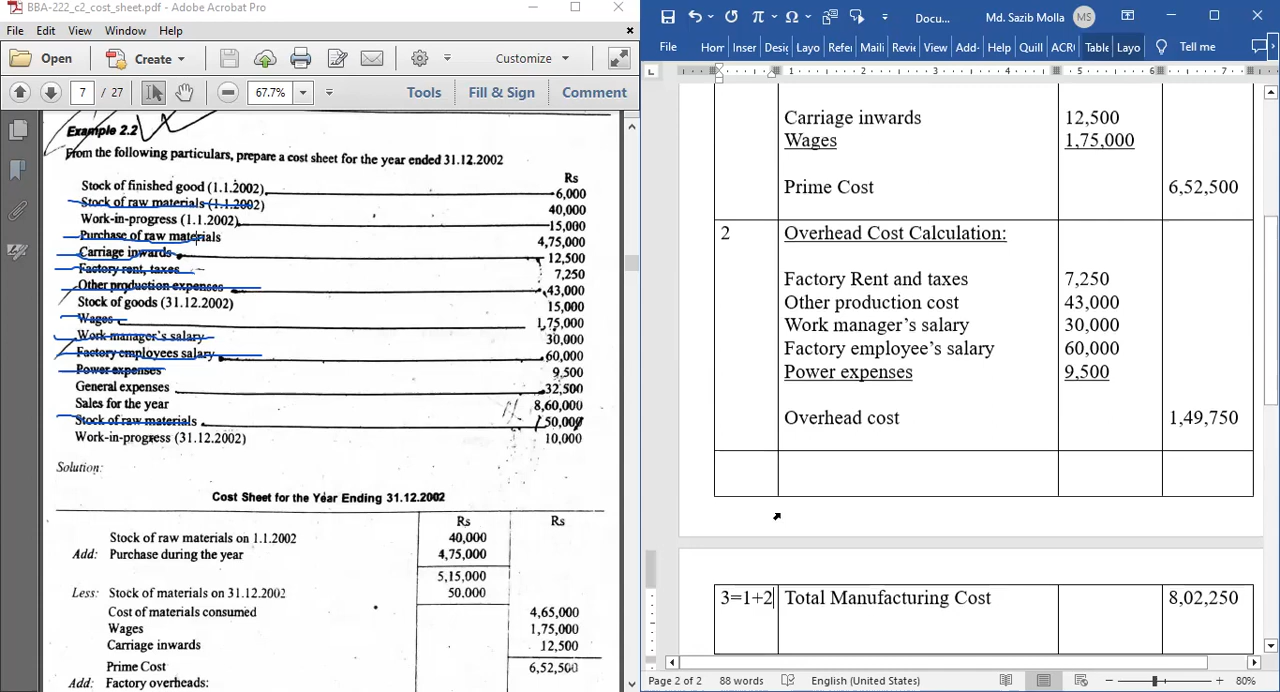 BBA-222_c2_cost_sheet.pdf - Adobe Acrobat Pro
File Edit View Window Help
Open Create Customize
7 / 27 67.7% Tools Fill & Sign Comment
Example 2.2
From the following particulars, prepare a cost sheet for the year ended 31.12.2002
Rs
Stock of finished good (1.1.2002) 6,000
Stock of raw materials (1.1.2002) 40,000
Work-in-progress (1.1.2002) 15,000
Purchase of raw materials 4,75,000
Carriage inwards 12,500
Factory rent, taxes 7,250
Other production expenses 43,000
Stock of goods (31.12.2002) 15,000
Wages 1,75,000
Work manager's salary 30,000
Factory employees salary 60,000
Power expenses 9,500
General expenses 32,500
Sales for the year 8,60,000
Stock of raw materials 50,000
Work-in-progress (31.12.2002) 10,000
Solution:
Cost Sheet for the Year Ending 31.12.2002
Rs Rs
Stock of raw materials on 1.1.2002 40,000
Add: Purchase during the year 4,75,000
5,15,000
Less: Stock of materials on 31.12.2002 50.000
Cost of materials consumed 4,65,000
Wages 1,75,000
Carriage inwards 12,500
Prime Cost 6,52,500
Add: Factory overheads:
Docu... Md. Sazib Molla MS
File Hom Inser Desig Layo Refer Maili Revie View Add- Help Quill ACR Table Layo Tell me
1 2 3 4 5 6 7
Carriage inwards 12,500
Wages 1,75,000
Prime Cost 6,52,500
2 Overhead Cost Calculation:
Factory Rent and taxes 7,250
Other production cost 43,000
Work manager’s salary 30,000
Factory employee’s salary 60,000
Power expenses 9,500
Overhead cost 1,49,750
3=1+2 Total Manufacturing Cost 8,02,250
Page 2 of 2 88 words English (United States) 80%